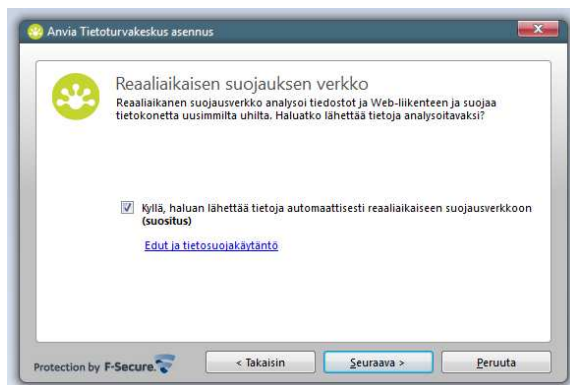 Anvia Tietoturvakeskus asennus
Reaaliaikaisen suojauksen verkko
Reaaliaikanen suojausverkko analysoi tiedostot ja Web-liikenteen ja suojaa
tietokonetta uusimmilta uhilta. Haluatko lähettää tietoja analysoitavaksi?
Kyllä, haluan lähettää tietoja automaattisesti reaaliaikaiseen suojausverkkoon
(suositus)
Edut ja tietosuojakäytäntö
Protection by F-Secure.
< Takaisin
Seuraava >
Peruuta